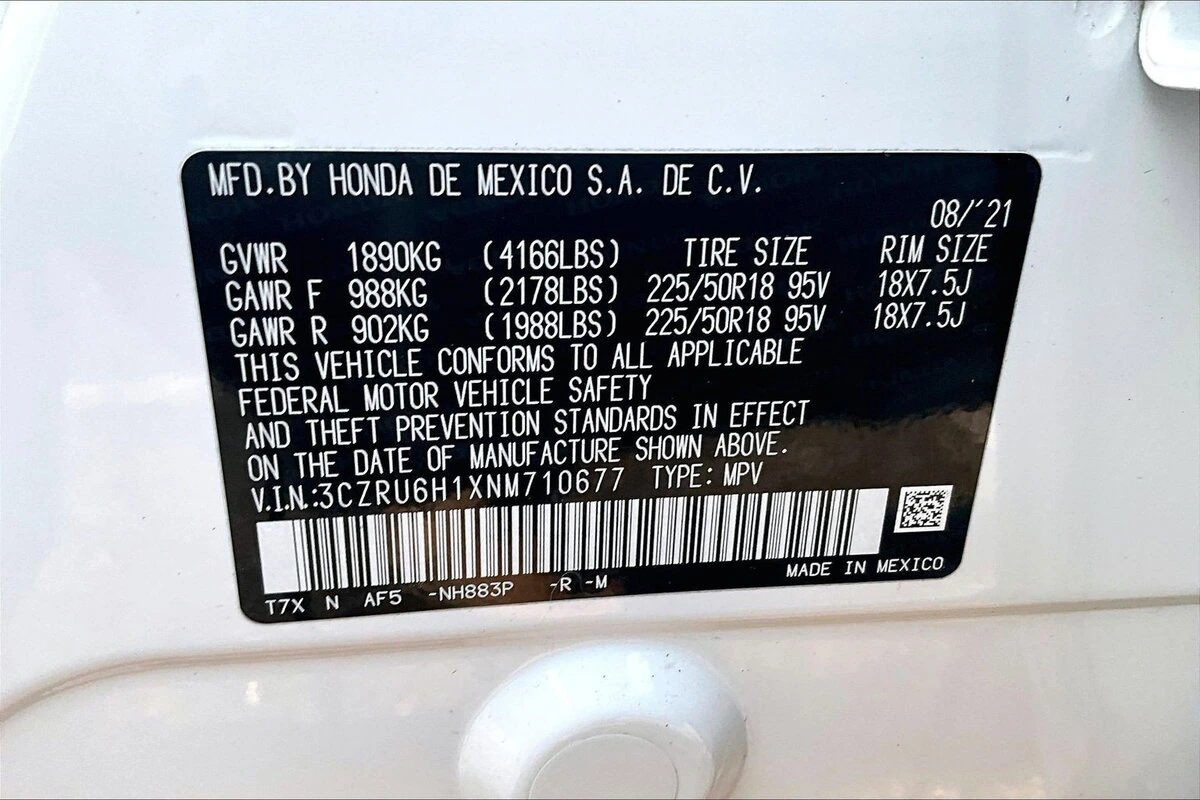 MFD.BY HONDA DE MEXICO S.A. DE C.V.
08/'21
GVWR 1890KG (4166LBS) TIRE SIZE RIM SIZE
GAWR F 988KG (2178LBS) 225/50R18 95V 18X7.5J
GAWR R 902KG (1988LBS) 225/50R18 95V 18X7.5J
THIS VEHICLE CONFORMS TO ALL APPLICABLE
FEDERAL MOTOR VEHICLE SAFETY
AND THEFT PREVENTION STANDARDS IN EFFECT
ON THE DATE OF MANUFACTURE SHOWN ABOVE.
V.I.N.:3CZRU6H1XNM710677 TYPE: MPV
MADE IN MEXICO
T7X N AF5 -NH883P -R -M